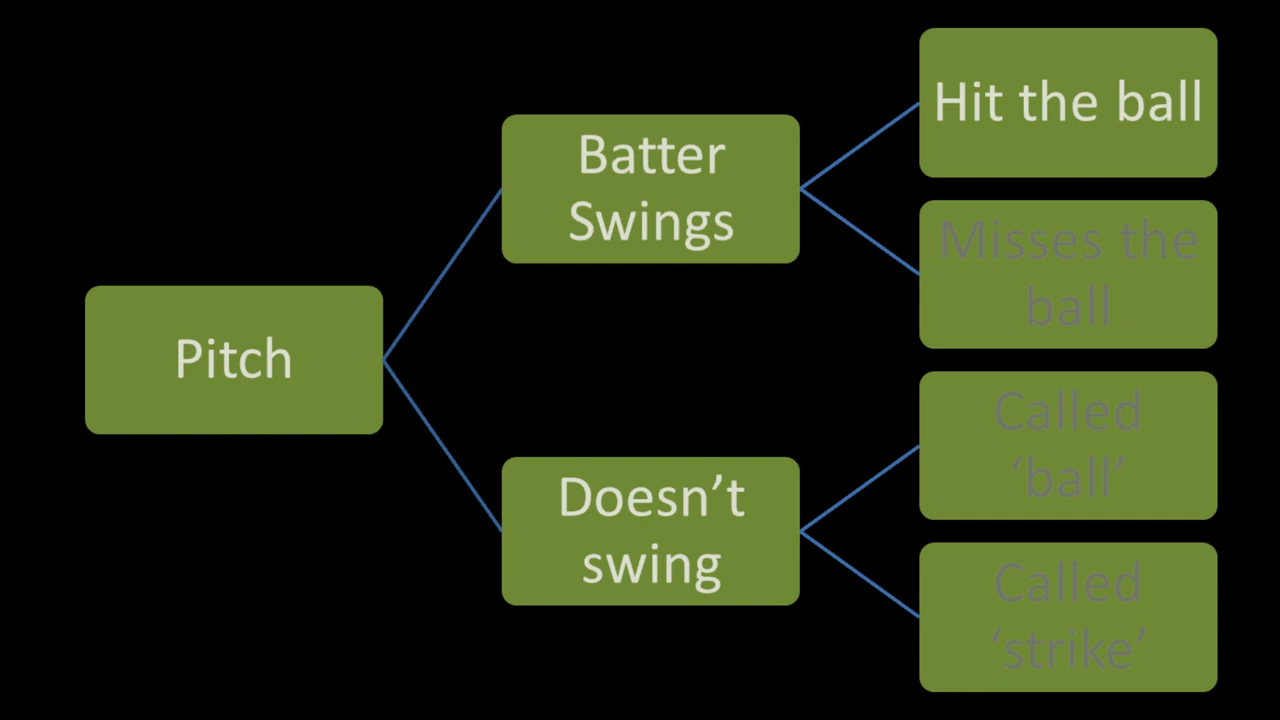 Pitch
Batter
Swings
Doesn’t
swing
Hit the ball
Misses the
ball
Called
‘ball’
Called
‘strike’